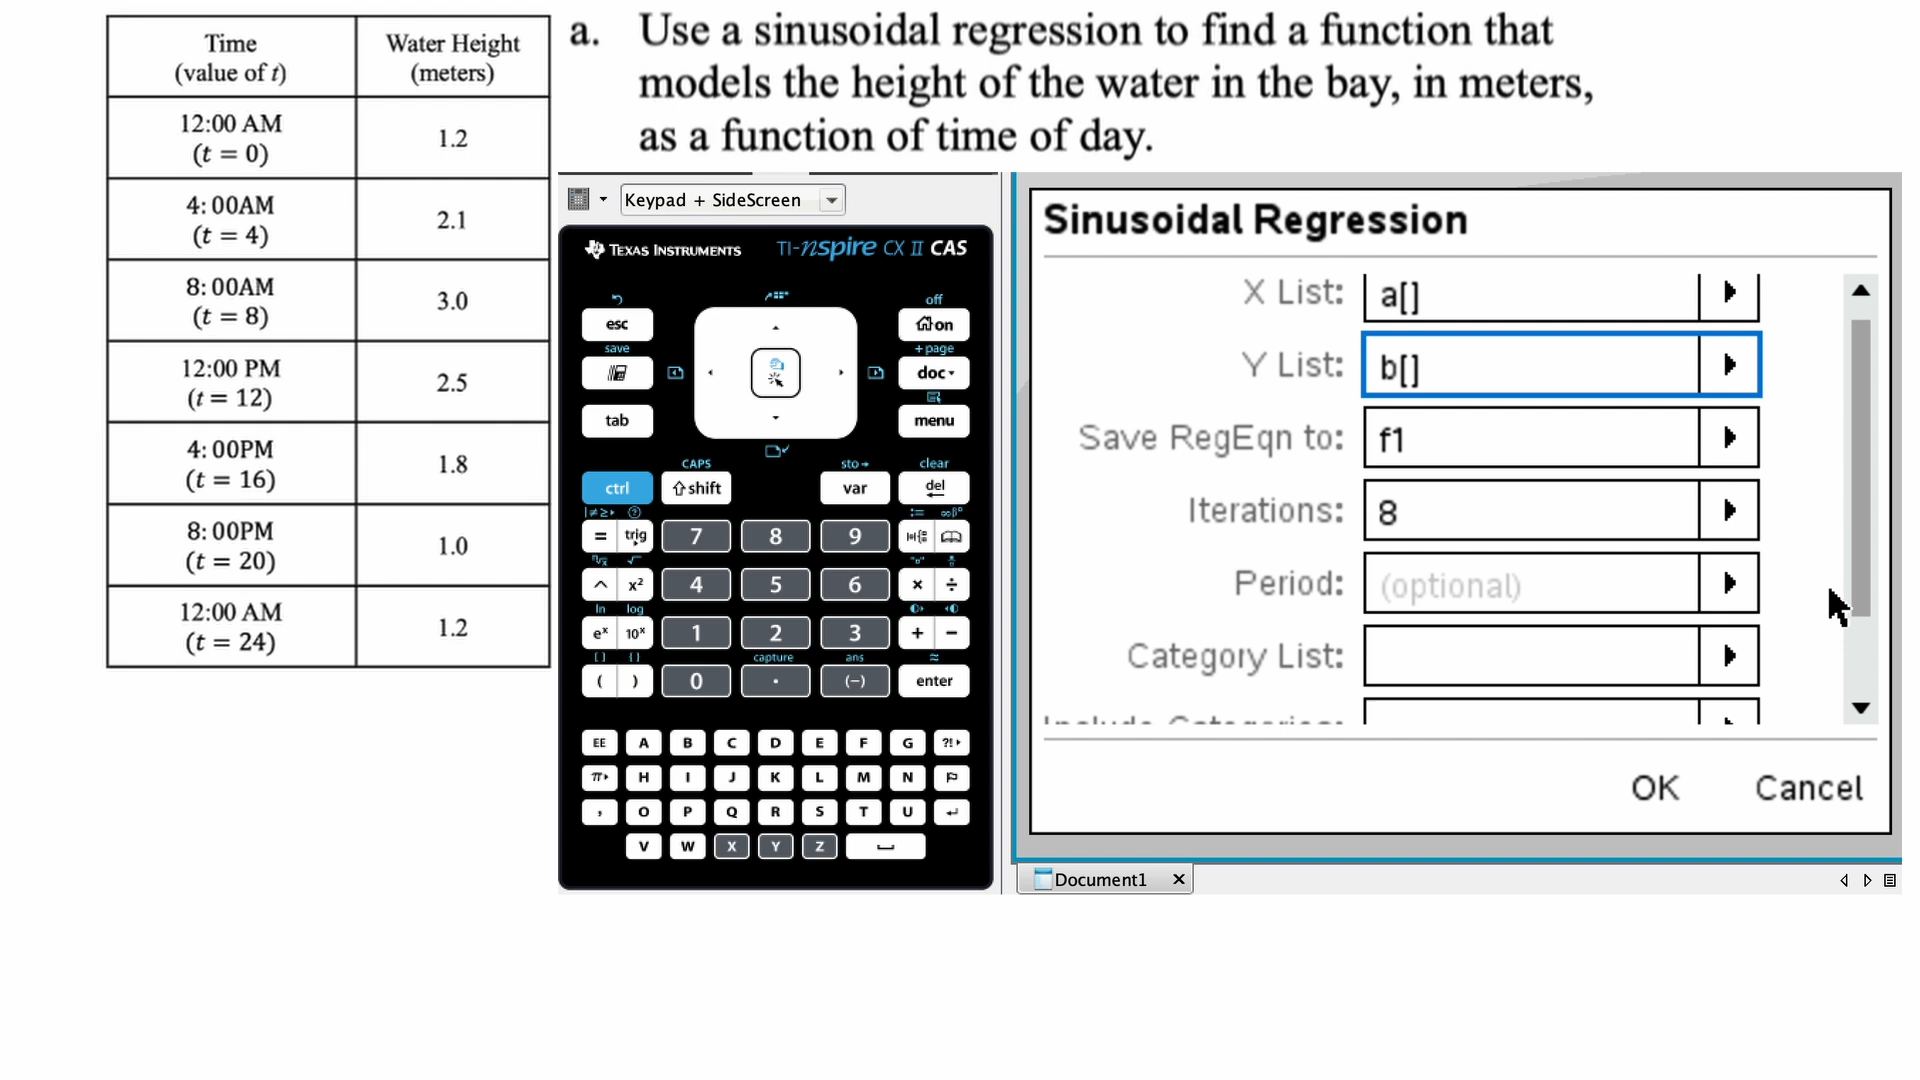 Time
(value of t)
Water Height
(meters)
12:00 AM
(t = 0)
1.2
4: 00AM
(t = 4)
2.1
8: 00AM
(t = 8)
3.0
12:00 PM
(t = 12)
2.5
4:00PM
(t = 16)
1.8
8:00PM
(t = 20)
1.0
12:00 AM
(t = 24)
1.2
a. Use a sinusoidal regression to find a function that
models the height of the water in the bay, in meters,
as a function of time of day.
Keypad + SideScreen
TEXAS INSTRUMENTS TI-nspire CX II CAS
off
esc on
save + page
doc
tab menu
CAPS sto clear
ctrl shift var del
= trig 7 8 9
^ x² 4 5 6 × ÷
ln log
eˣ 10ˣ 1 2 3 + −
[ ] { } capture ans ≈
( ) 0 . (−) enter
EE A B C D E F G ?!
π H I J K L M N
, O P Q R S T U
V W X Y Z
Sinusoidal Regression
X List: a[]
Y List: b[]
Save RegEqn to: f1
Iterations: 8
Period: (optional)
Category List:
OK Cancel
Document1